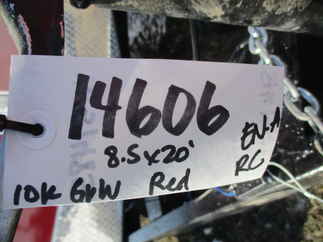 14606
8.5x20'
EN-A
RC
10K GVW Red